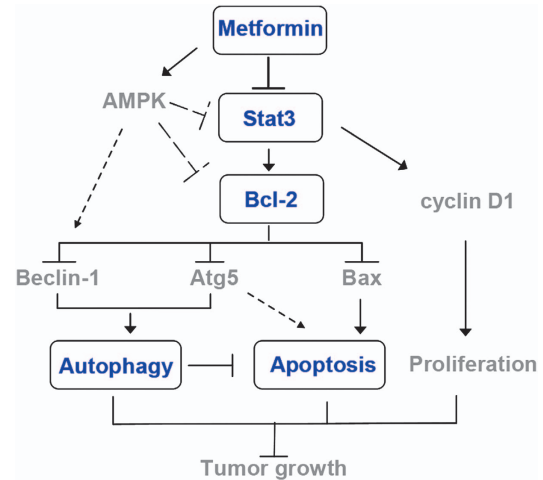 Metformin
AMPK
Stat3
Bcl-2
cyclin D1
Beclin-1
Atg5
Bax
Autophagy
Apoptosis
Proliferation
Tumor growth